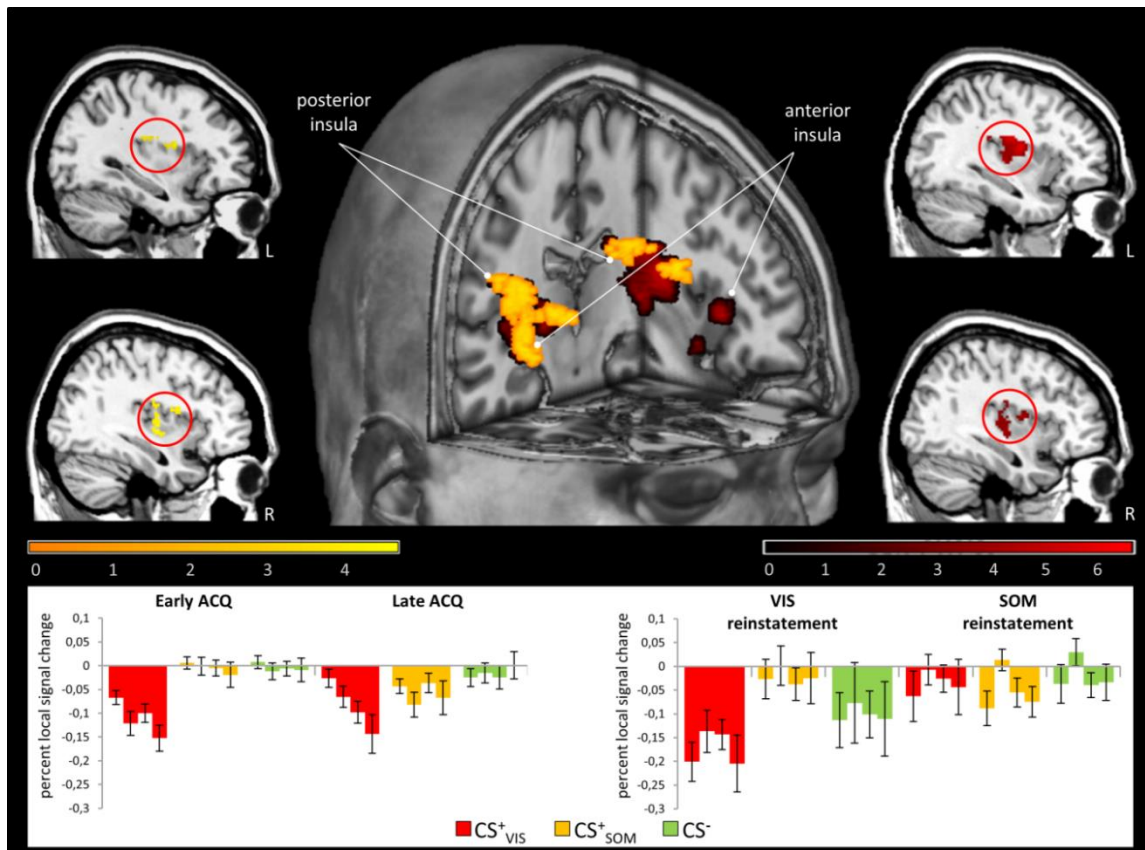 posterior
insula
anterior
insula
L
L
R
R
0 1 2 3 4
0 1 2 3 4 5 6
Early ACQ
Late ACQ
percent local signal change
0,1
0,05
0
-0,05
-0,1
-0,15
-0,2
-0,25
-0,3
VIS
reinstatement
SOM
reinstatement
percent local signal change
0,1
0,05
0
-0,05
-0,1
-0,15
-0,2
-0,25
-0,3
CS⁺VIS CS⁺SOM CS⁻